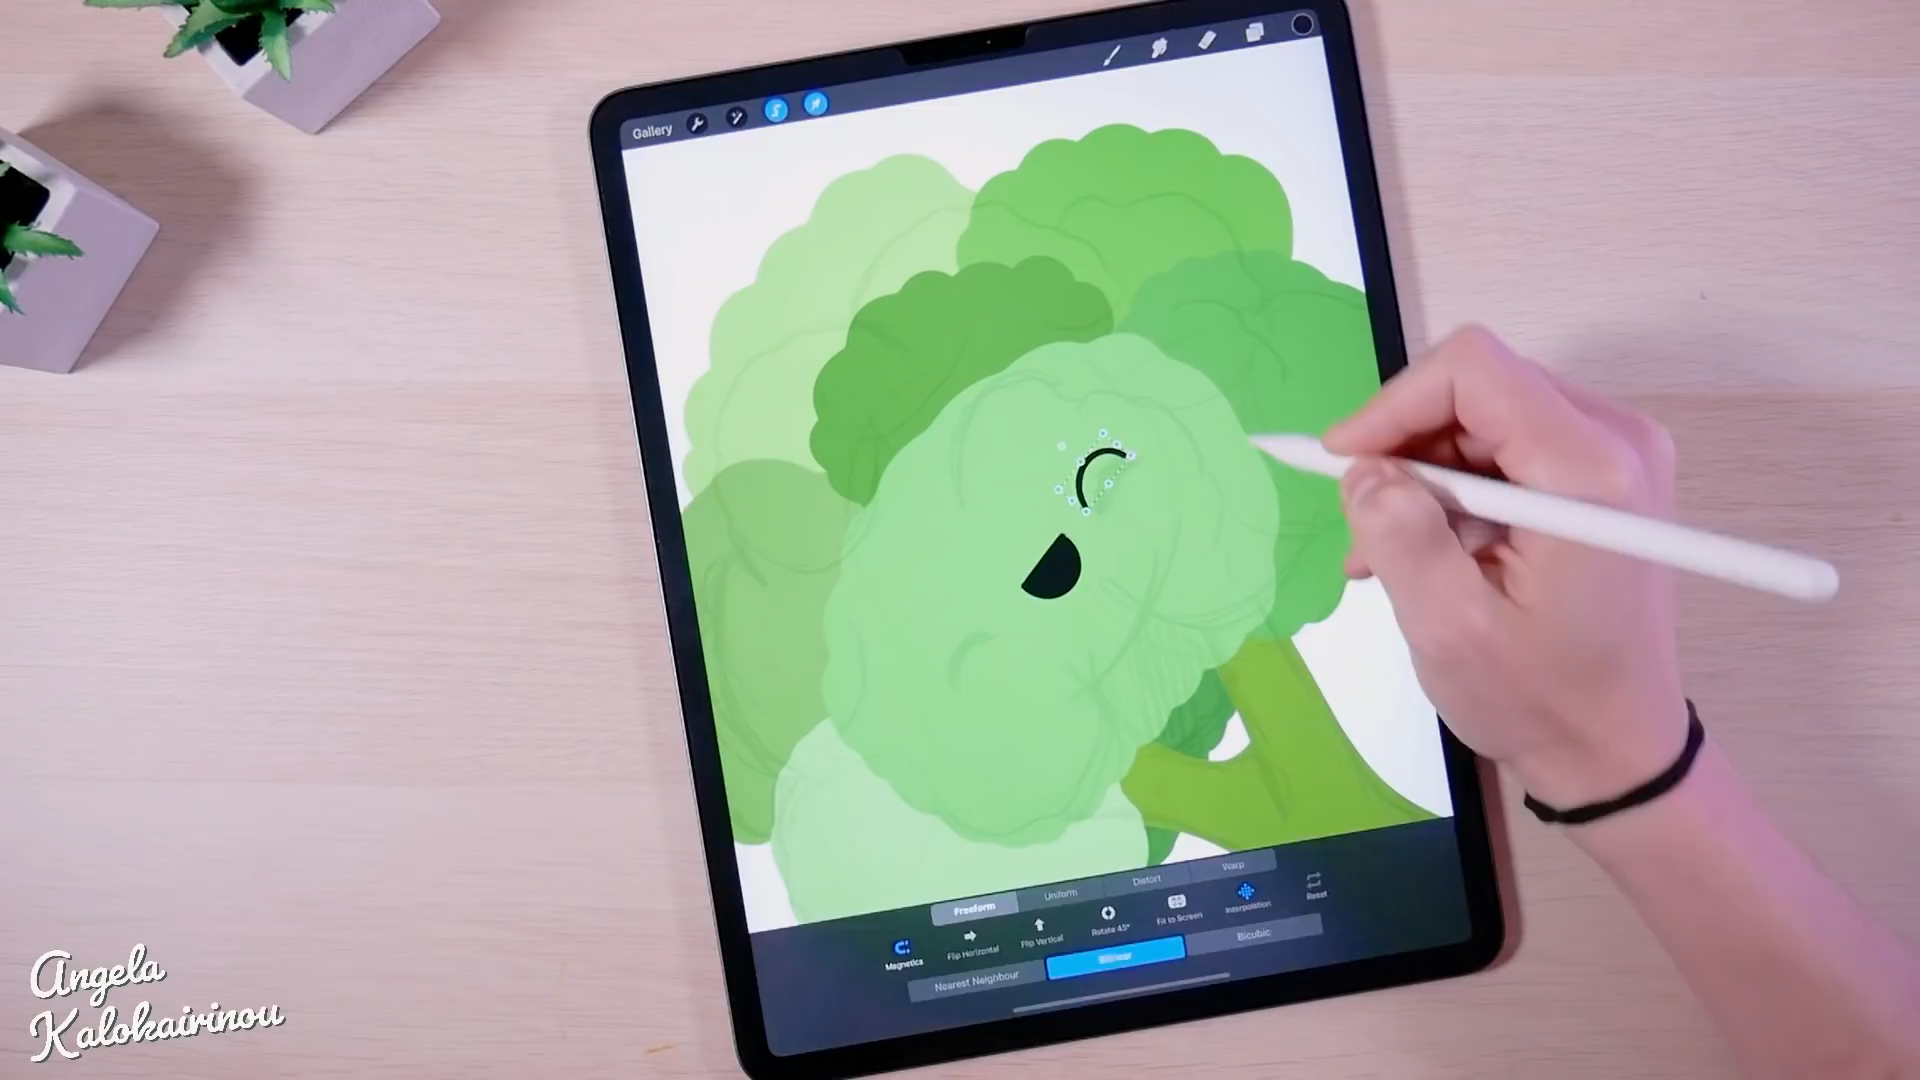 Gallery
Freeform
Uniform
Distort
Warp
Magnetics
Flip Horizontal
Flip Vertical
Rotate 45°
Fit to Screen
Interpolation
Reset
Nearest Neighbour
Bilinear
Bicubic
Angela
Kalokairinou